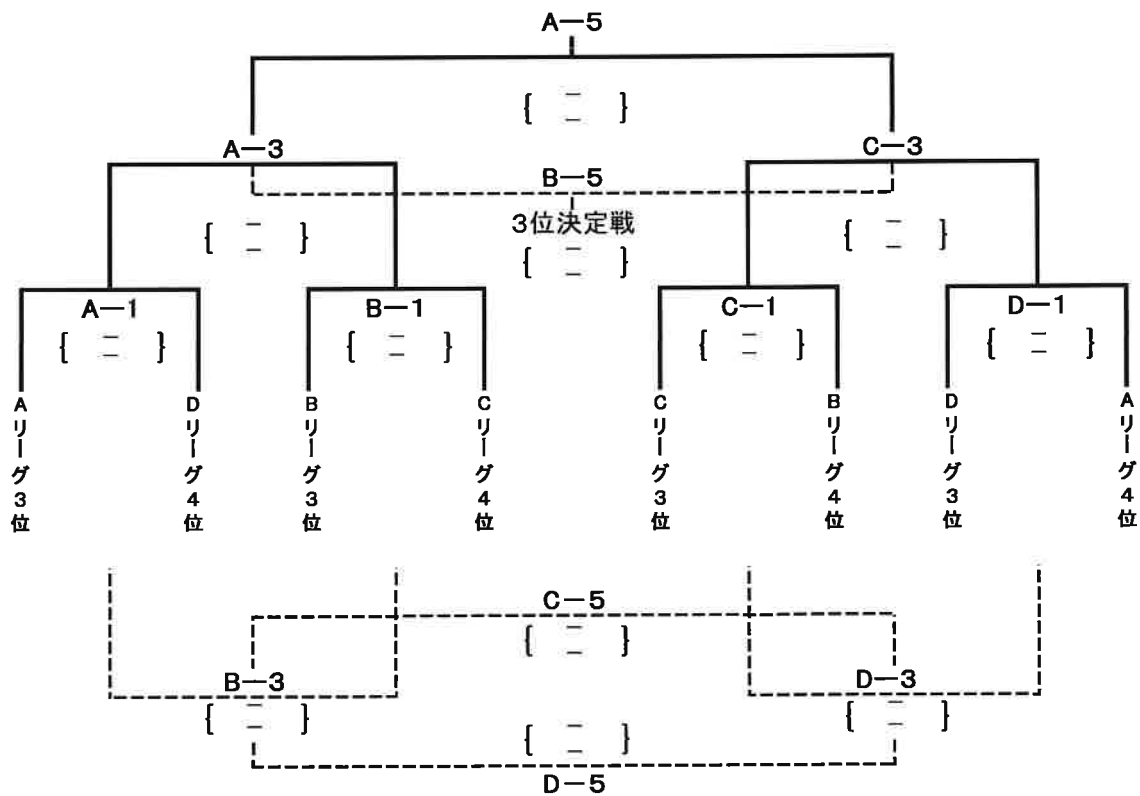 A－5
{ － － }
A－3
C－3
B－5
3位決定戦
{ － － }
{ － － }
{ － － }
A－1
B－1
C－1
D－1
{ － － }
{ － － }
{ － － }
{ － － }
Aリーグ3位
Dリーグ4位
Bリーグ3位
Cリーグ4位
Cリーグ3位
Bリーグ4位
Dリーグ3位
Aリーグ4位
C－5
{ － － }
B－3
D－3
{ － － }
{ － － }
{ － － }
D－5